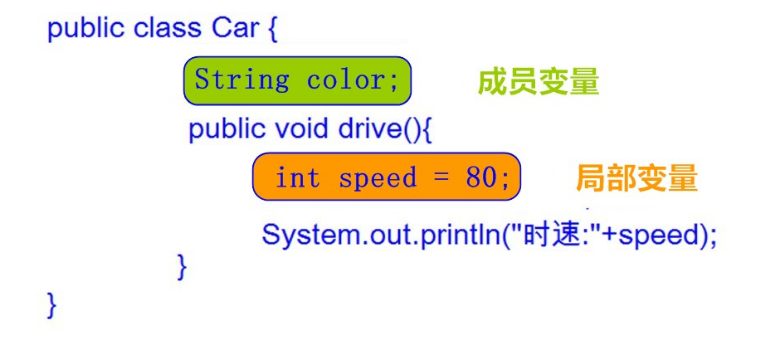 public class Car {
String color; 成员变量
public void drive(){
int speed = 80; 局部变量
System.out.println("时速:"+speed);
}
}